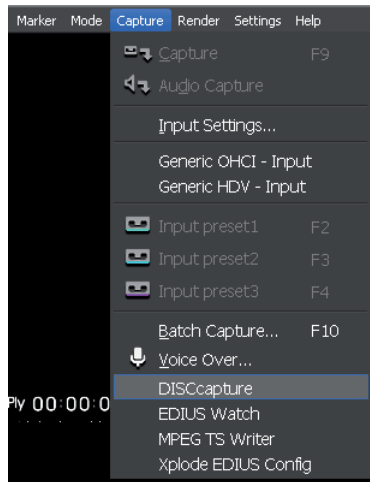 Marker Mode Capture Render Settings Help
Capture F9
Audio Capture
Input Settings...
Generic OHCI - Input
Generic HDV - Input
Input preset1 F2
Input preset2 F3
Input preset3 F4
Batch Capture... F10
Voice Over...
DISCcapture
Ply 00:00:0
EDIUS Watch
MPEG TS Writer
Xplode EDIUS Config